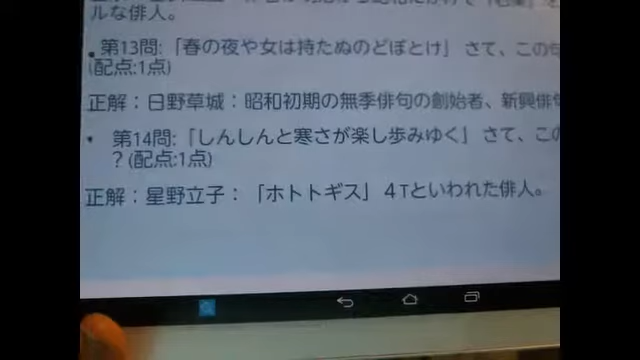 ルな俳人。
• 第13問:「春の夜や女は持たぬのどぼとけ」 さて、この句
(配点:1点)
正解:日野草城:昭和初期の無季俳句の創始者、新興俳句
• 第14問:「しんしんと寒さが楽し歩みゆく」 さて、この
?(配点:1点)
正解:星野立子:「ホトトギス」4Tといわれた俳人。